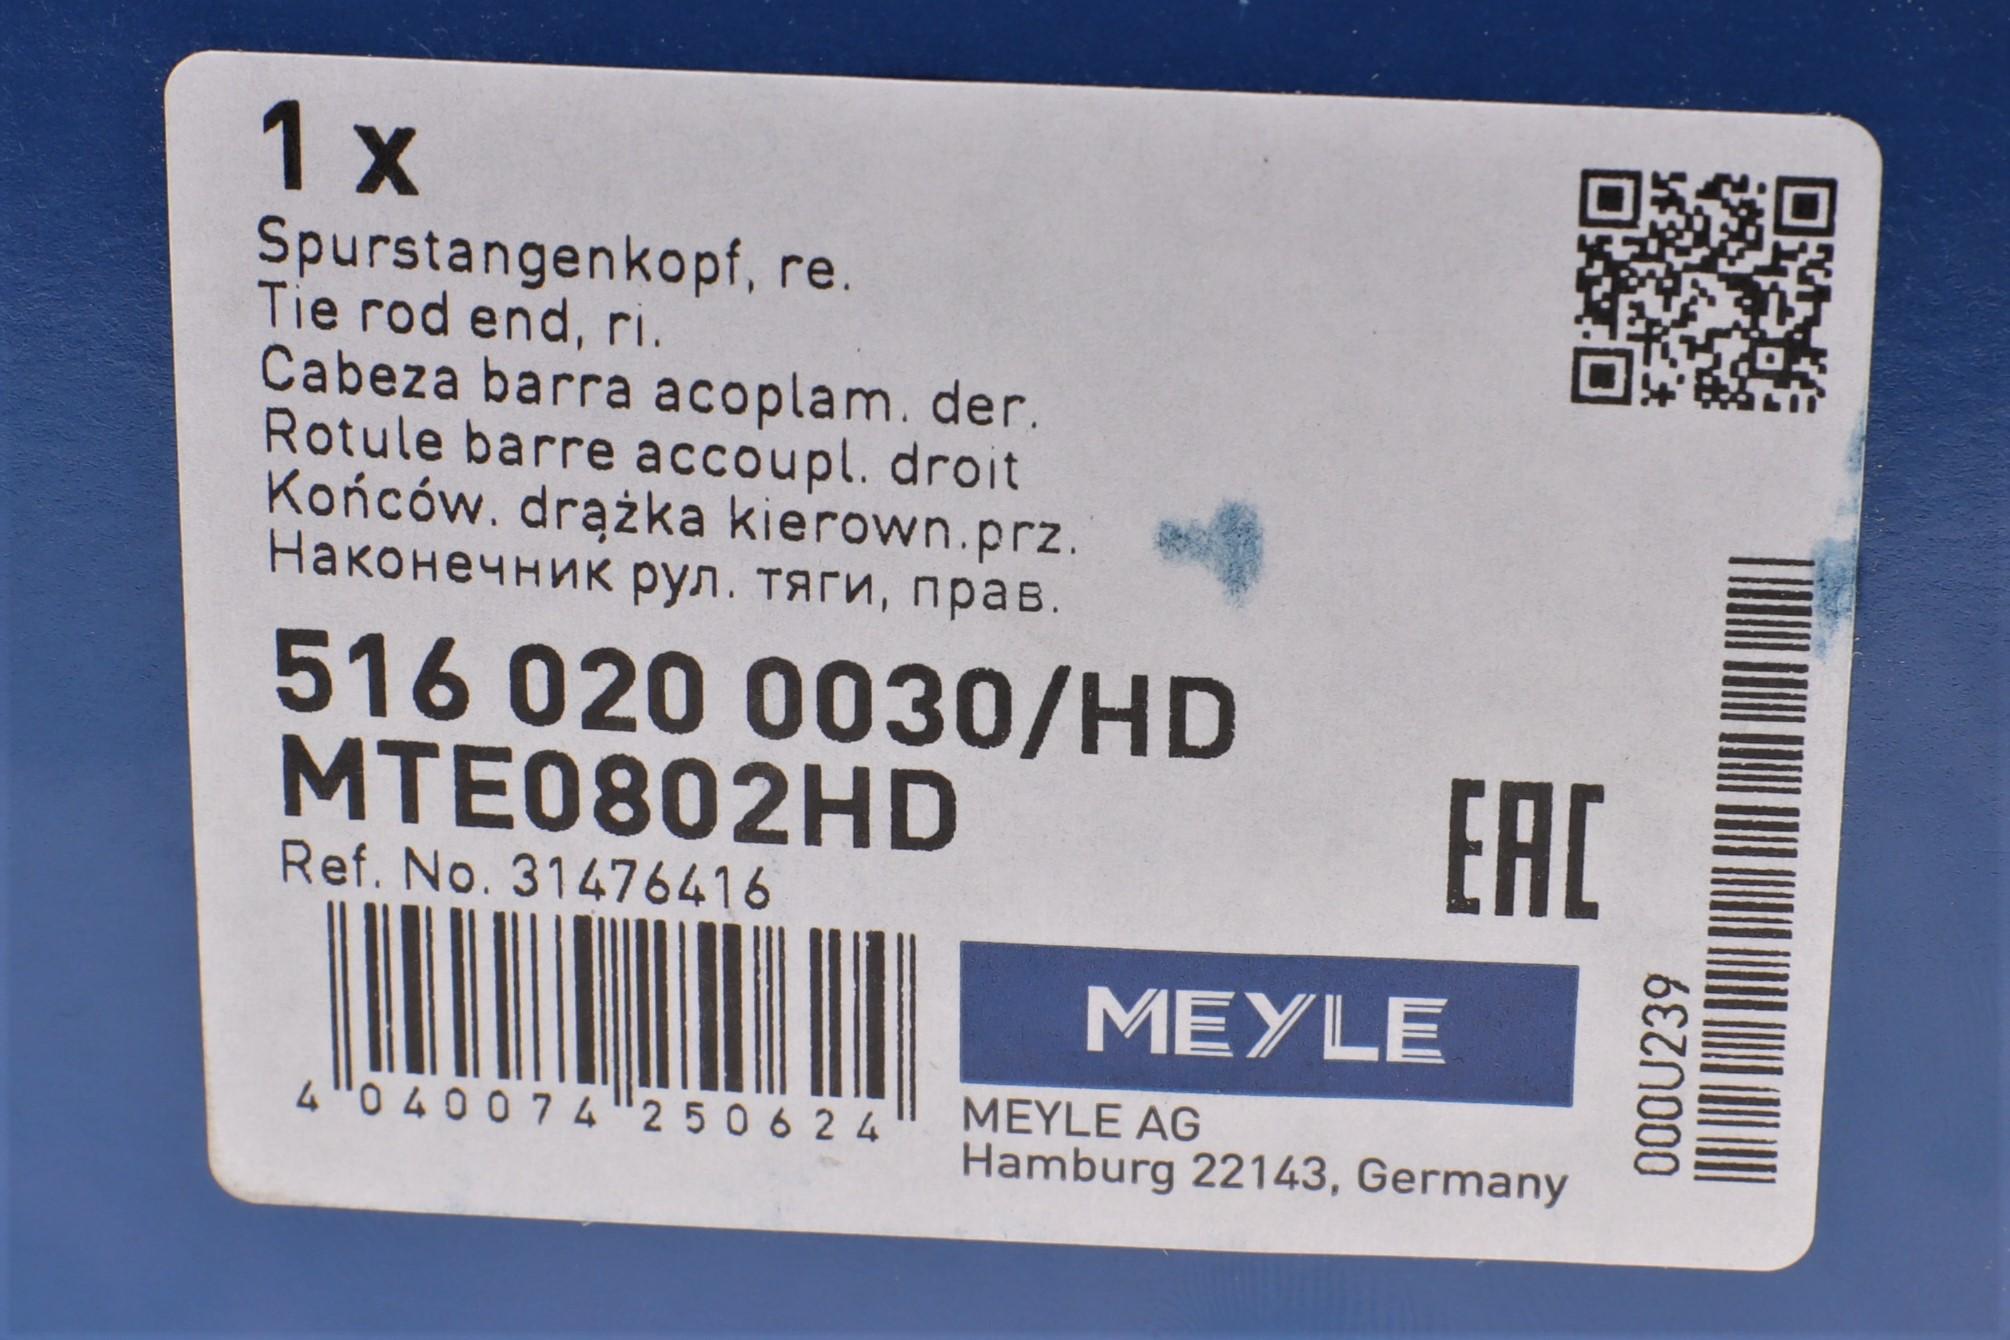 1 x
Spurstangenkopf, re.
Tie rod end, ri.
Cabeza barra acoplam. der.
Rotule barre accoupl. droit
Końców. drążka kierown.prz.
Наконечник рул. тяги, прав.
516 020 0030/HD
MTE0802HD
Ref. No. 31476416
4 040074 250624
EAC
MEYLE
MEYLE AG
Hamburg 22143, Germany
000U239